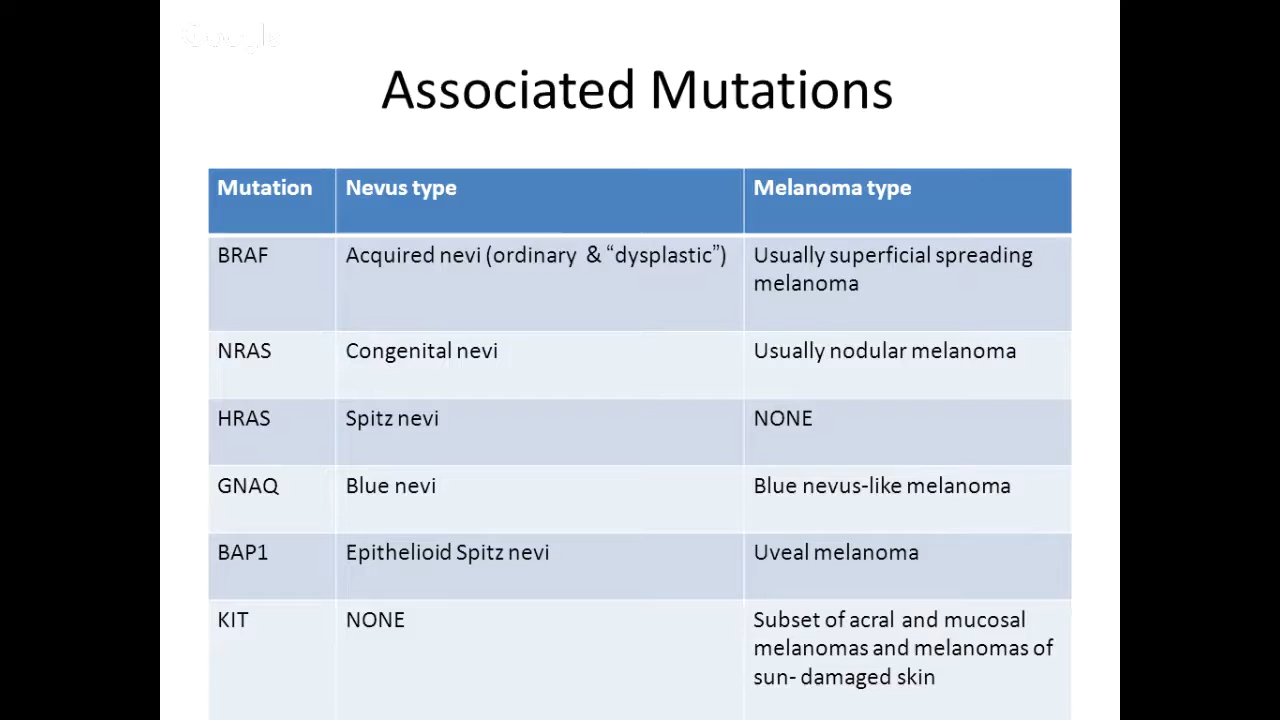 Google
Associated Mutations
Mutation Nevus type Melanoma type
BRAF Acquired nevi (ordinary & “dysplastic”) Usually superficial spreading
melanoma
NRAS Congenital nevi Usually nodular melanoma
HRAS Spitz nevi NONE
GNAQ Blue nevi Blue nevus-like melanoma
BAP1 Epithelioid Spitz nevi Uveal melanoma
KIT NONE Subset of acral and mucosal
melanomas and melanomas of
sun- damaged skin